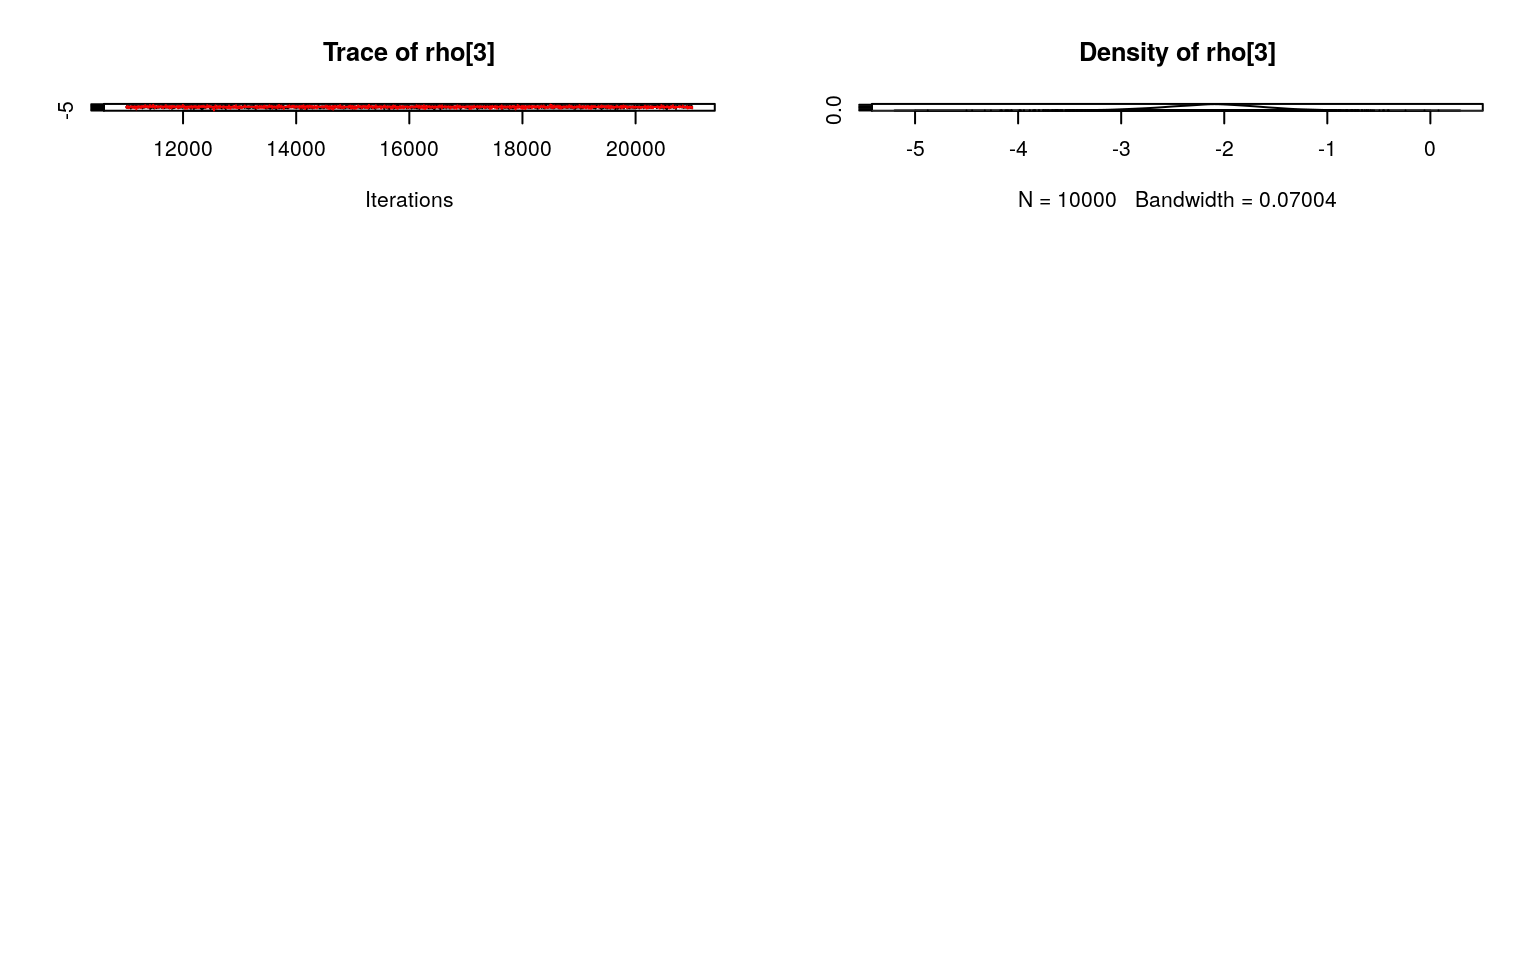 Trace of rho[3]
-5
12000 14000 16000 18000 20000
Iterations
Density of rho[3]
0.0
-5 -4 -3 -2 -1 0
N = 10000 Bandwidth = 0.07004